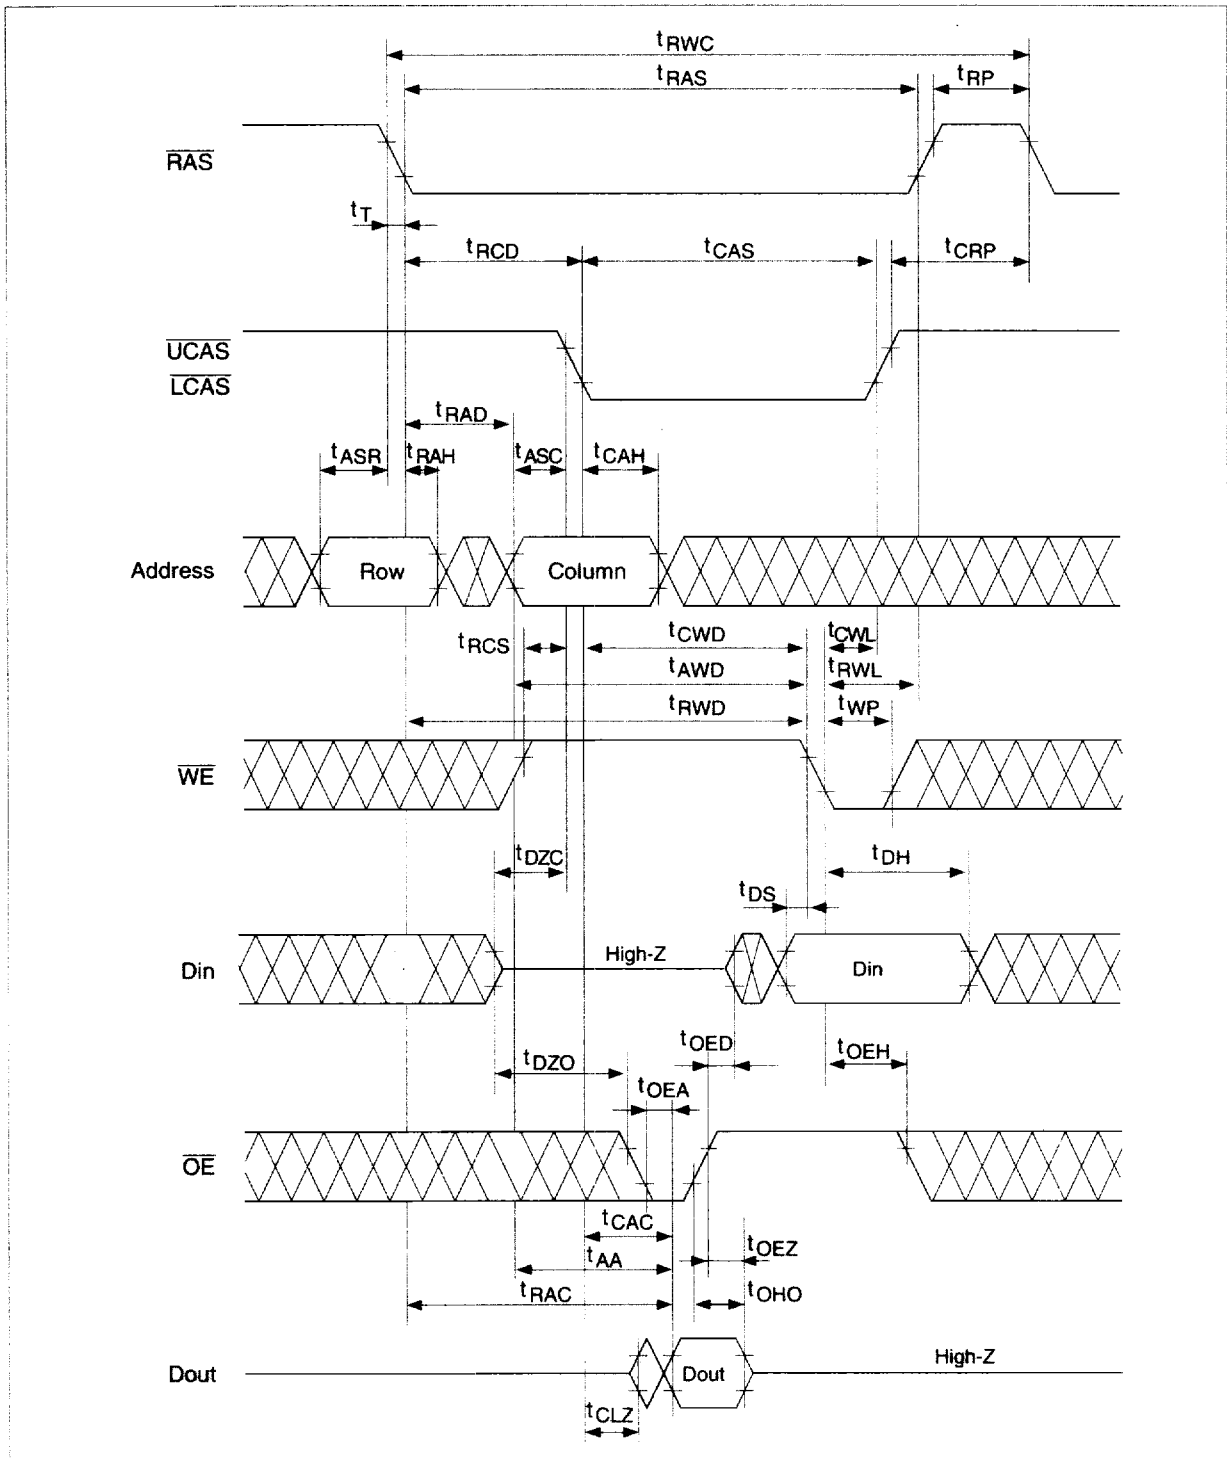 tRWC
tRAS
tRP
RAS
tT
tRCD
tCAS
tCRP
UCAS
LCAS
tRAD
tASR
tRAH
tASC
tCAH
Address
Row
Column
tRCS
tCWD
tCWL
tAWD
tRWL
tRWD
tWP
WE
tDZC
tDH
tDS
Din
High-Z
Din
tOED
tDZO
tOEH
tOEA
OE
tCAC
tOEZ
tAA
tRAC
tOHO
Dout
Dout
High-Z
tCLZ